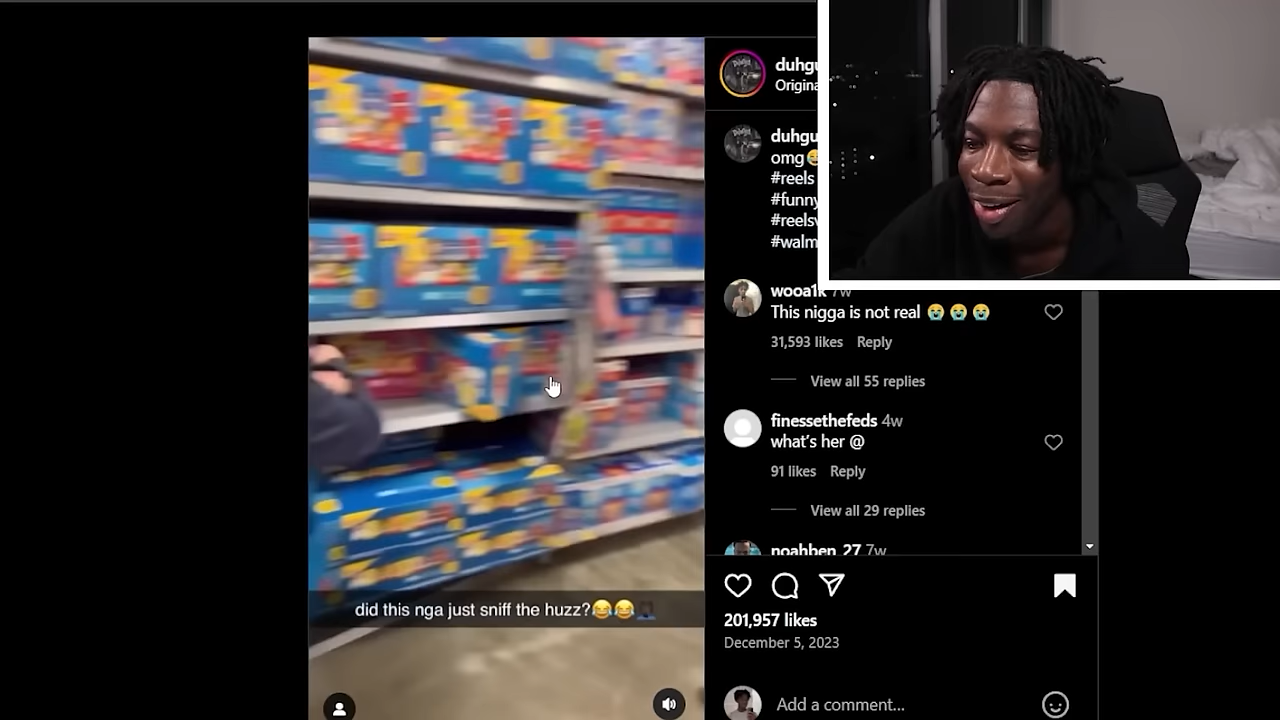 duhgu
Origina
duhgu
omg😭
#reels
#funny
#reelsv
#walm
wooa1k 7w
This nigga is not real 😭 😭 😭
31,593 likes Reply
View all 55 replies
finessethefeds 4w
what's her @
91 likes Reply
View all 29 replies
noahben_27 7w
did this nga just sniff the huzz?😂😂
201,957 likes
December 5, 2023
Add a comment...